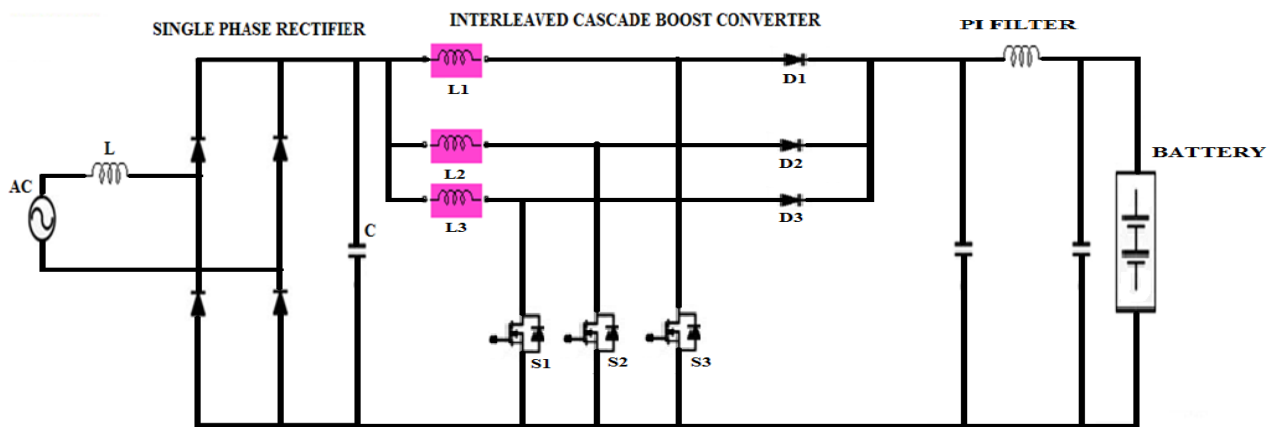 INTERLEAVED CASCADE BOOST CONVERTER
SINGLE PHASE RECTIFIER
PI FILTER
D1
L1
L
D2
BATTERY
L2
AC
D3
L3
C
S1
S2
S3